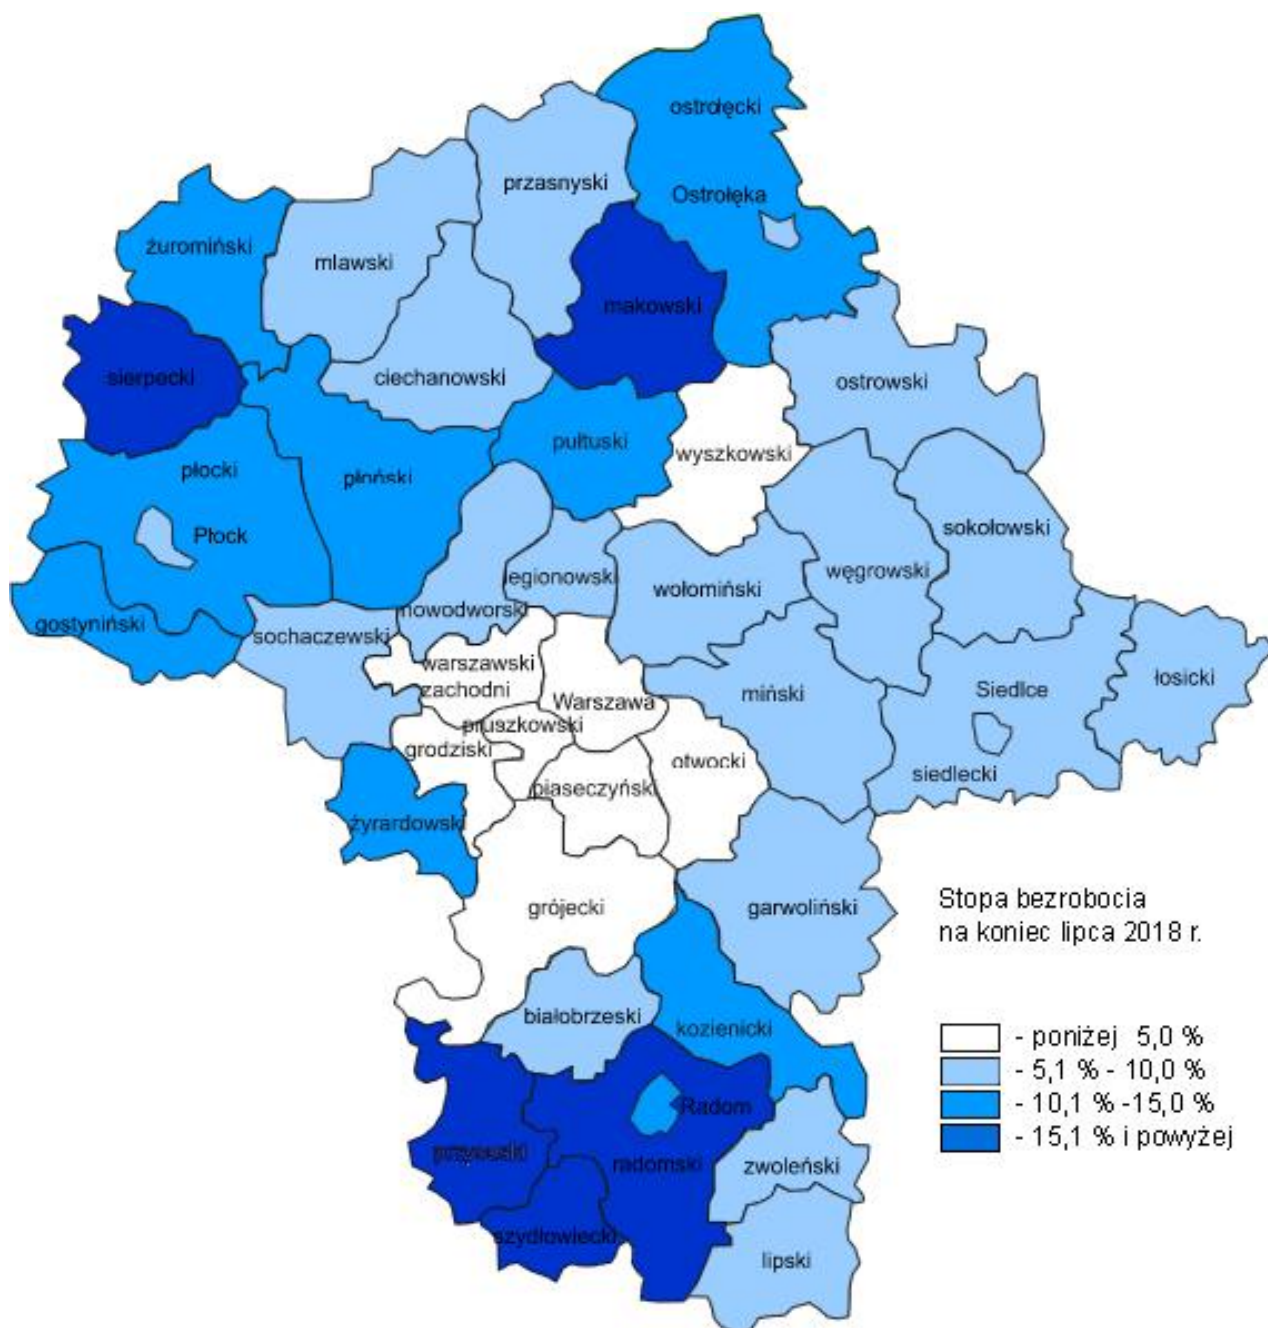 ostrołęcki
przasnyski
Ostrołęka
żuromiński
mlawski
makowski
sierpecki
ciechanowski
ostrowski
pułtuski
wyszkowski
płocki
płoński
Płock
sokołowski
legionowski
wołomiński
węgrowski
nowodworski
gostyniński
sochaczewski
warszawski
zachodni
Warszawa
miński
Siedlce
łosicki
pruszkowski
grodziski
otwocki
siedlecki
piaseczyński
żyrardowski
grójecki
garwoliński
Stopa bezrobocia
na koniec lipca 2018 r.
białobrzeski
kozienicki
- poniżej 5,0 %
- 5,1 % - 10,0 %
- 10,1 % -15,0 %
- 15,1 % i powyżej
Radom
przysuski
radomski
zwoleński
szydłowiecki
lipski